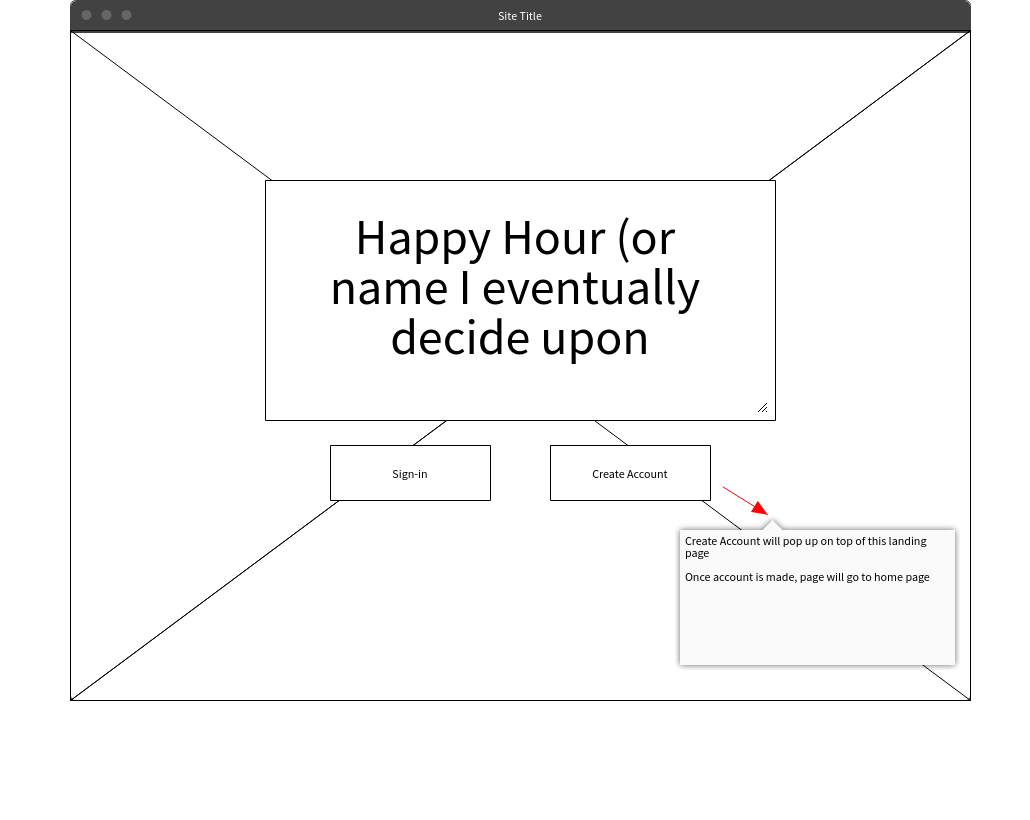 Site Title
Happy Hour (or
name I eventually
decide upon
Sign-in
Create Account
Create Account will pop up on top of this landing
page
Once account is made, page will go to home page